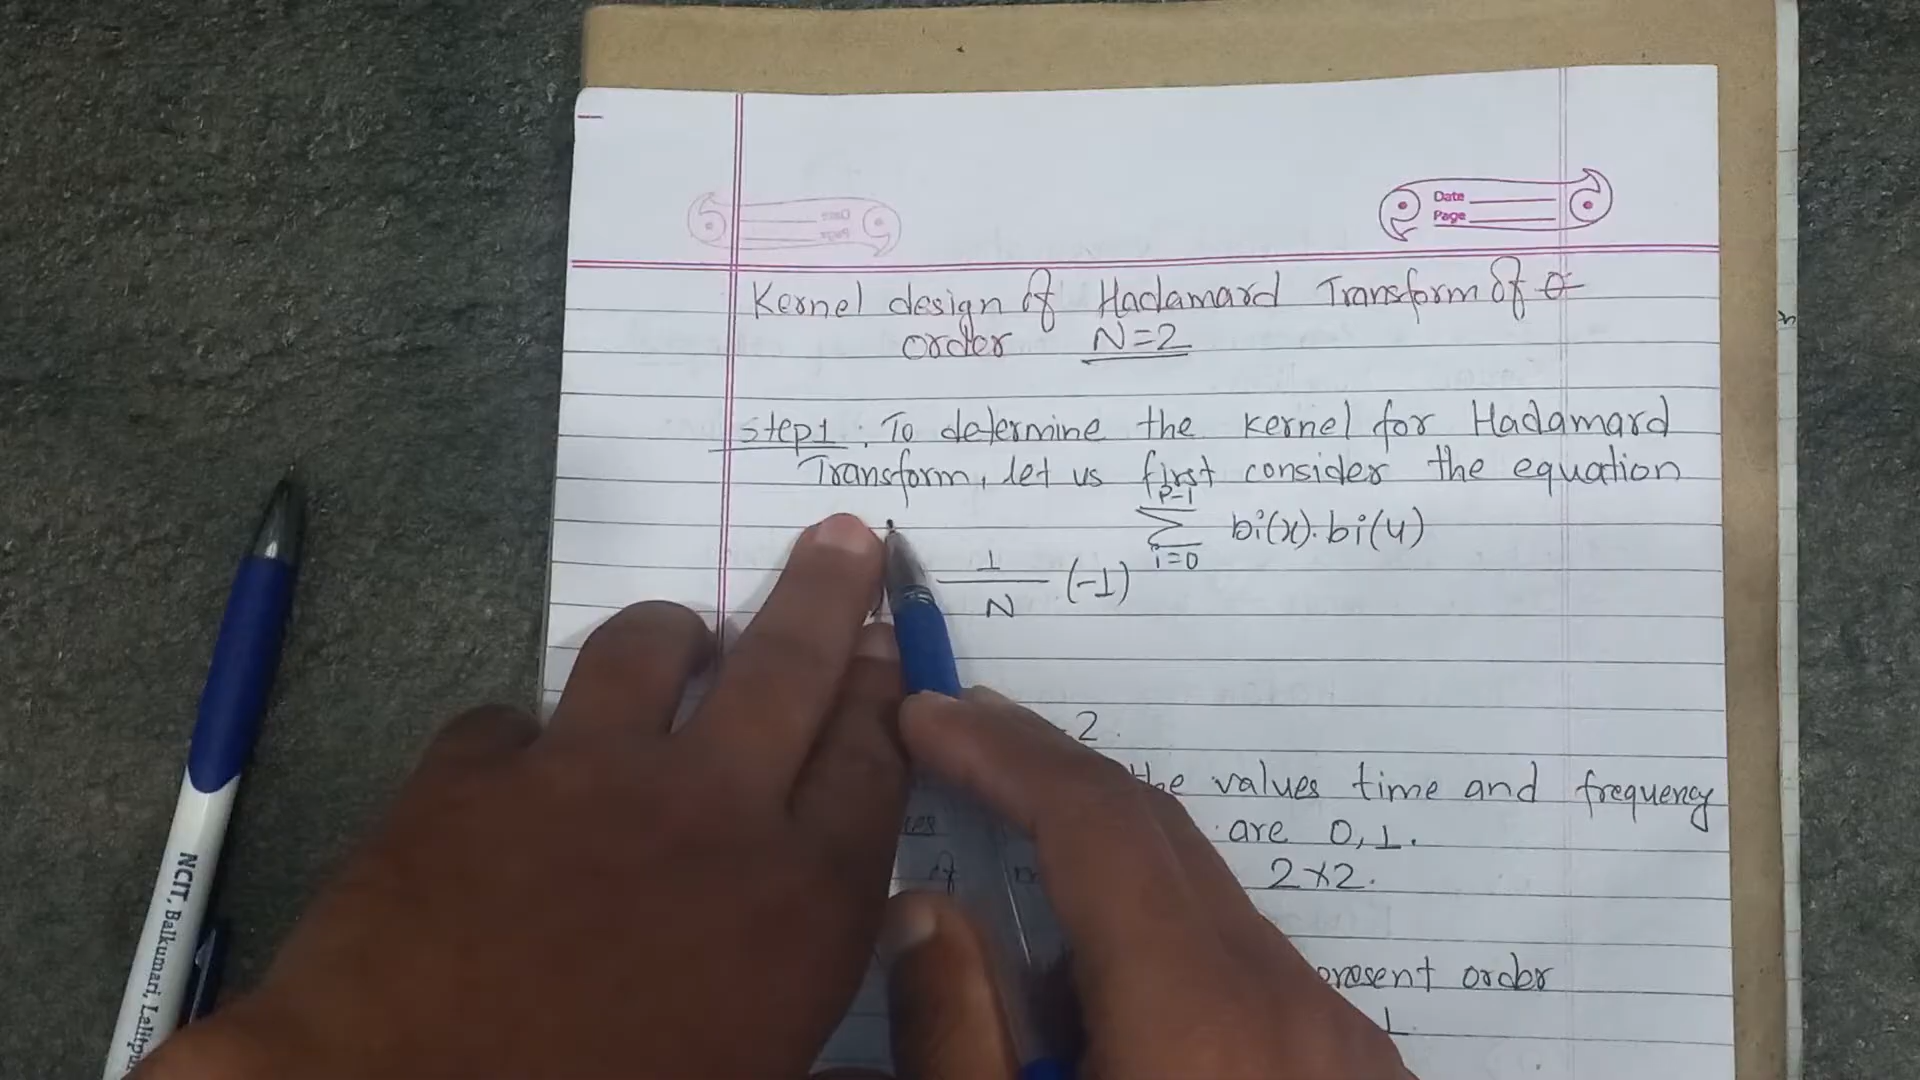 Date
Page
Kernel design of Hadamard Transform of
order N=2
Step1 : To determine the kernel for Hadamard
Transform, let us first consider the equation
P-1
∑ bi(x).bi(u)
i=0
1
N
(-1)
2.
the values time and frequency
are 0,1.
2×2.
order
1
NCIT, Balkumari, Lalitpu